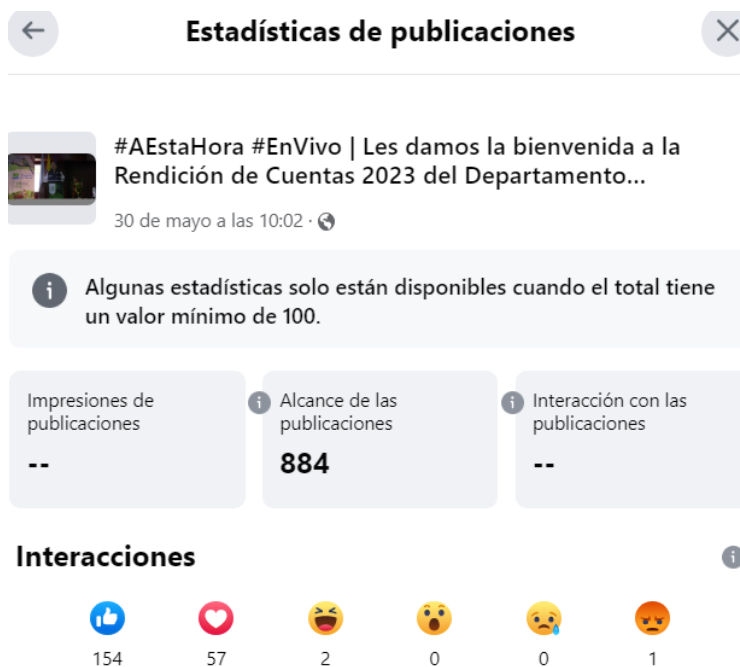 Estadísticas de publicaciones
#AEstaHora #EnVivo | Les damos la bienvenida a la
Rendición de Cuentas 2023 del Departamento...
30 de mayo a las 10:02 ·
Algunas estadísticas solo están disponibles cuando el total tiene
un valor mínimo de 100.
Impresiones de
publicaciones
--
Alcance de las
publicaciones
884
Interacción con las
publicaciones
--
Interacciones
154 57 2 0 0 1